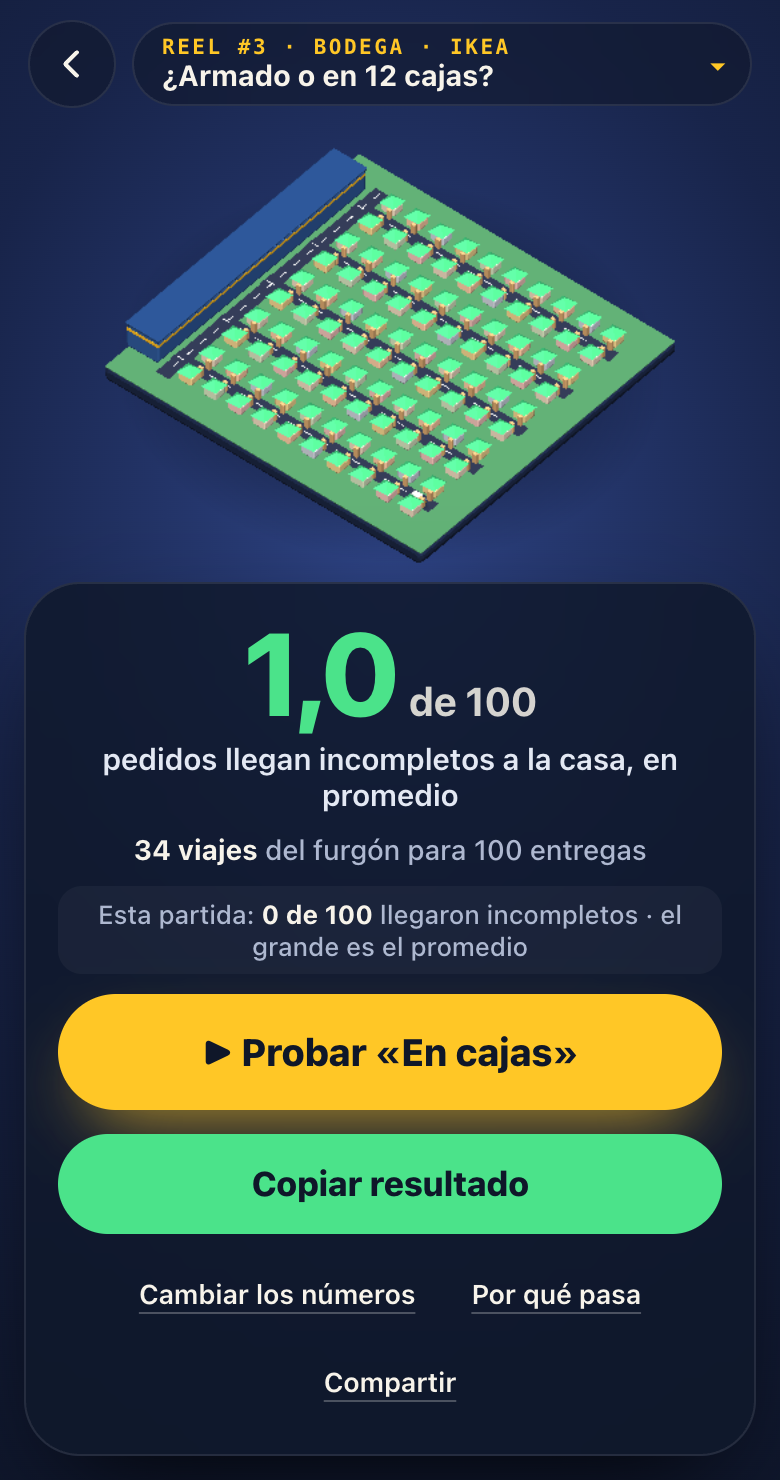 REEL #3 · BODEGA · IKEA
¿Armado o en 12 cajas?
1,0 de 100
pedidos llegan incompletos a la casa, en
promedio
34 viajes del furgón para 100 entregas
Esta partida: 0 de 100 llegaron incompletos · el
grande es el promedio
Probar «En cajas»
Copiar resultado
Cambiar los números Por qué pasa
Compartir